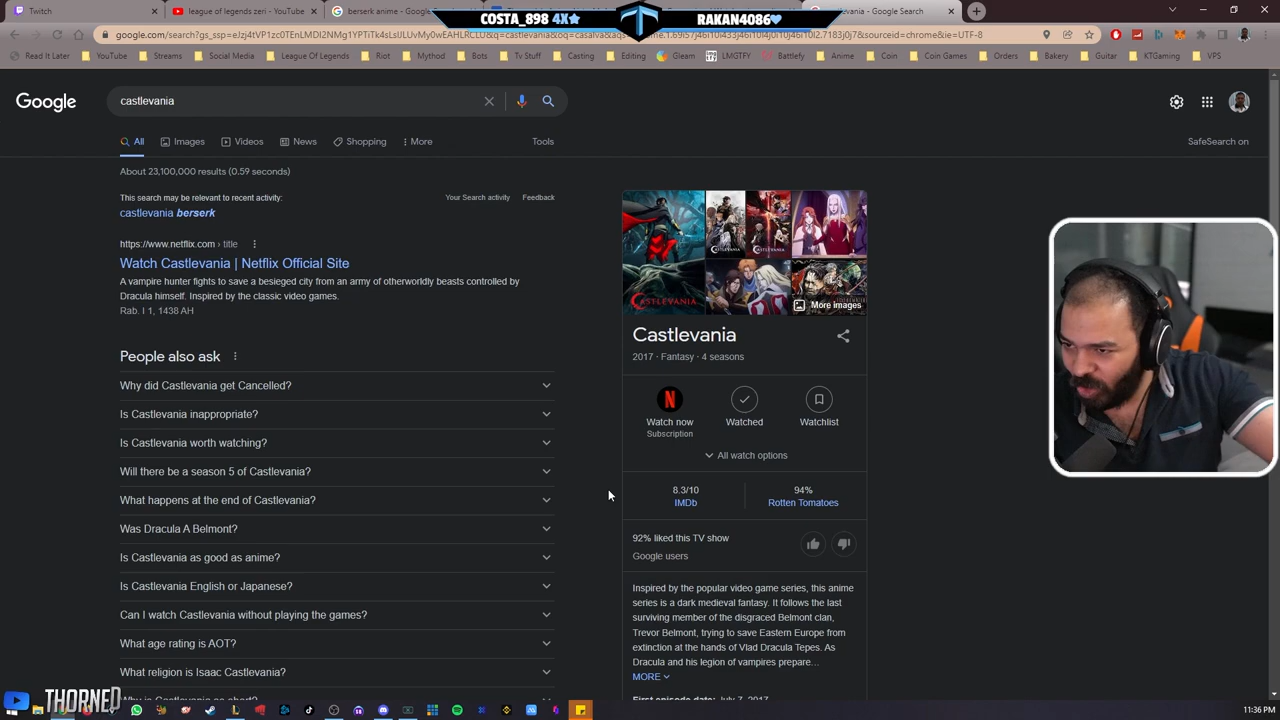 Twitch
league of legends zeri - YouTube
berserk anime - Google
COSTA_898 4X
RAKAN4086
castlevania - Google Search
Read It Later
YouTube
Streams
Social Media
League Of Legends
Riot
Mythod
Bots
Tv Stuff
Casting
Editing
Gleam
LMGTFY
Battlefy
Anime
Coin
Coin Games
Orders
Bakery
Guitar
KTGaming
VPS
Google
castlevania
All
Images
Videos
News
Shopping
More
Tools
SafeSearch on
About 23,100,000 results (0.59 seconds)
This search may be relevant to recent activity:
Your Search activity
Feedback
castlevania berserk
https://www.netflix.com › title
Watch Castlevania | Netflix Official Site
A vampire hunter fights to save a besieged city from an army of otherworldly beasts controlled by
Dracula himself. Inspired by the classic video games.
Rab. I 1, 1438 AH
People also ask
Why did Castlevania get Cancelled?
Is Castlevania inappropriate?
Is Castlevania worth watching?
Will there be a season 5 of Castlevania?
What happens at the end of Castlevania?
Was Dracula A Belmont?
Is Castlevania as good as anime?
Is Castlevania English or Japanese?
Can I watch Castlevania without playing the games?
What age rating is AOT?
What religion is Isaac Castlevania?
CASTLEVANIA
More images
Castlevania
2017 · Fantasy · 4 seasons
Watch now
Subscription
Watched
Watchlist
All watch options
8.3/10
IMDb
94%
Rotten Tomatoes
92% liked this TV show
Google users
Inspired by the popular video game series, this anime
series is a dark medieval fantasy. It follows the last
surviving member of the disgraced Belmont clan,
Trevor Belmont, trying to save Eastern Europe from
extinction at the hands of Vlad Dracula Tepes. As
Dracula and his legion of vampires prepare…
MORE
First episode date: July 7, 2017
THORNED
11:36 PM